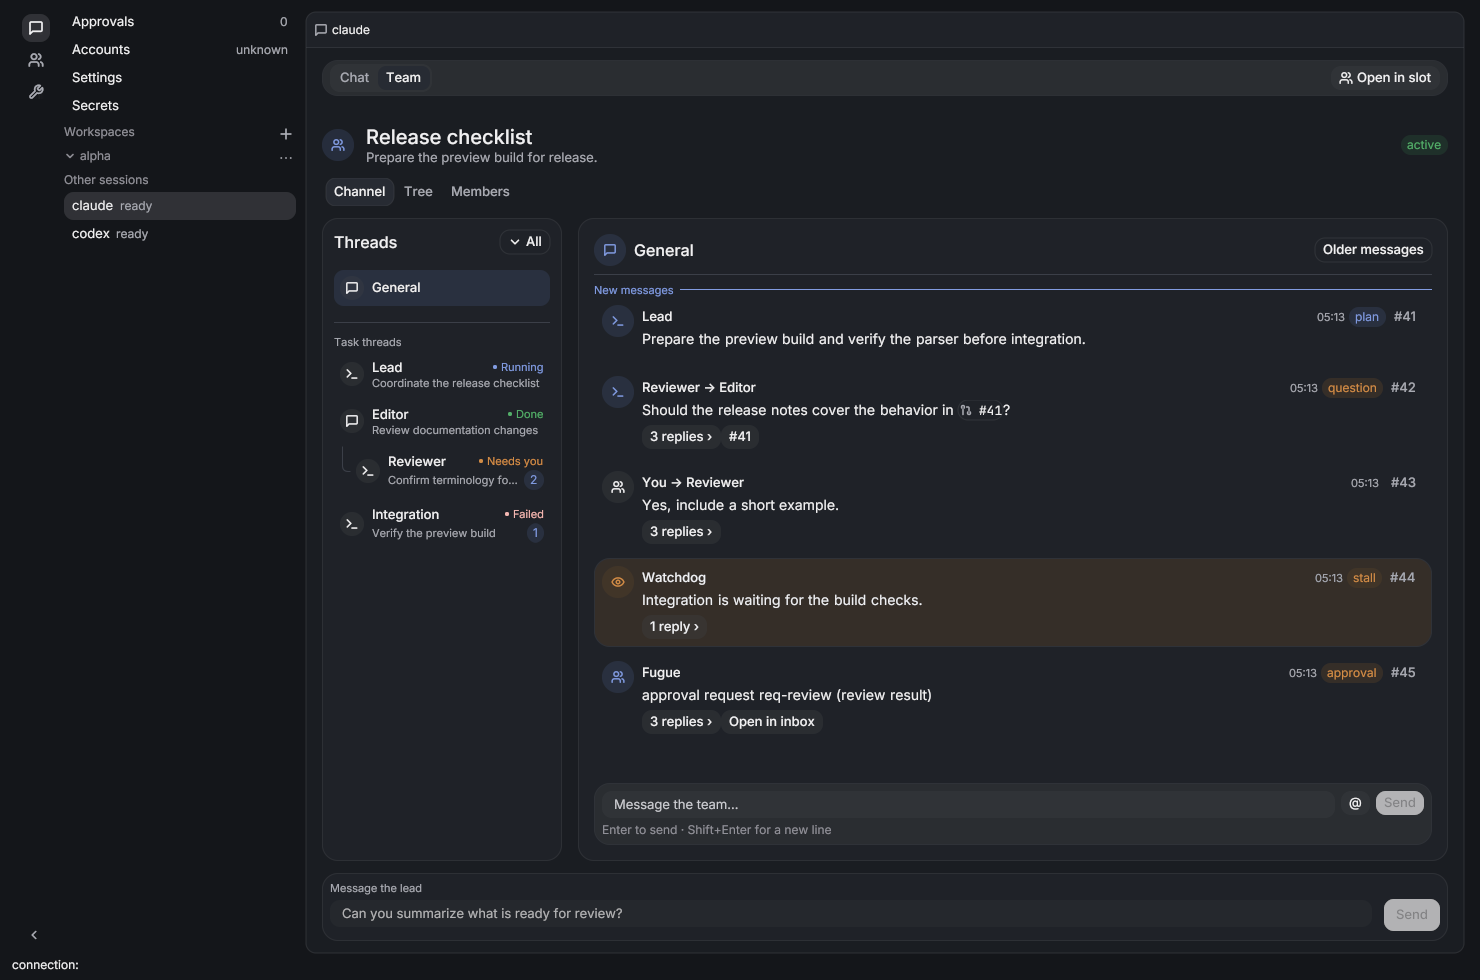 Approvals 0
Accounts unknown
Settings
Secrets
Workspaces
alpha
Other sessions
claude ready
codex ready
connection:
claude
Chat Team Open in slot
Release checklist
Prepare the preview build for release.
active
Channel Tree Members
Threads All
General
Task threads
Lead Running
Coordinate the release checklist
Editor Done
Review documentation changes
Reviewer Needs you
Confirm terminology fo... 2
Integration Failed
Verify the preview build 1
General Older messages
New messages
Lead 05:13 plan #41
Prepare the preview build and verify the parser before integration.
Reviewer → Editor 05:13 question #42
Should the release notes cover the behavior in #41?
3 replies › #41
You → Reviewer 05:13 #43
Yes, include a short example.
3 replies ›
Watchdog 05:13 stall #44
Integration is waiting for the build checks.
1 reply ›
Fugue 05:13 approval #45
approval request req-review (review result)
3 replies › Open in inbox
Message the team... @ Send
Enter to send · Shift+Enter for a new line
Message the lead
Can you summarize what is ready for review? Send